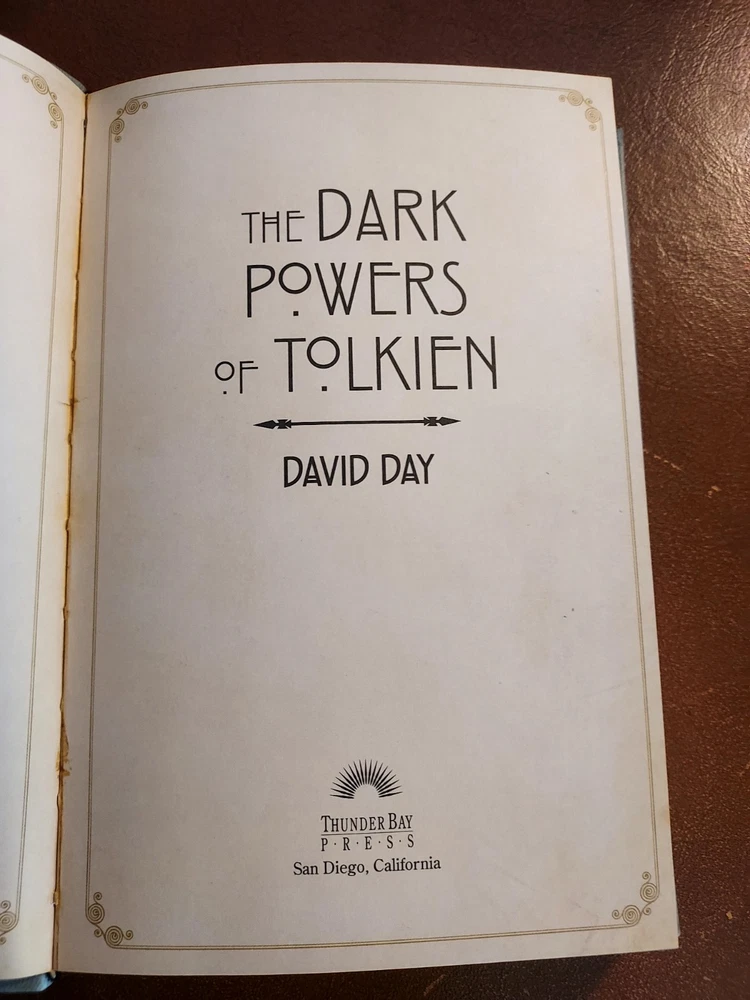 THE DARK
POWERS
OF TOLKIEN
DAVID DAY
THUNDER BAY
P·R·E·S·S
San Diego, California